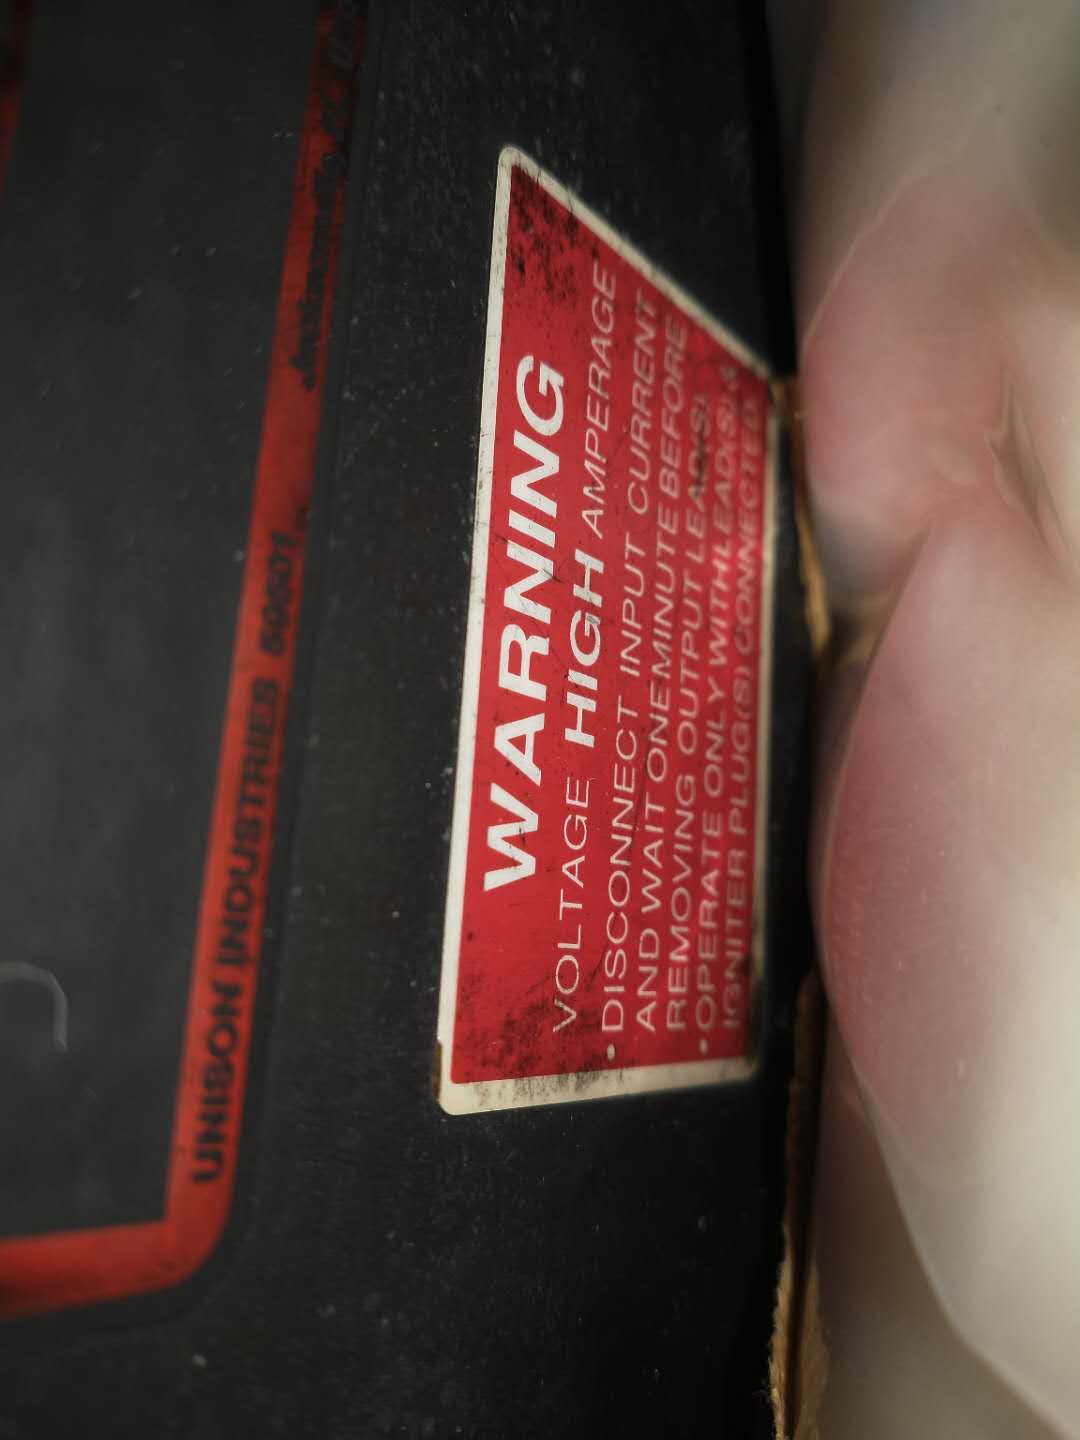 WARNING
VOLTAGE HIGH AMPERAGE
• DISCONNECT INPUT CURRENT
AND WAIT ONE MINUTE BEFORE
REMOVING OUTPUT LEAD(S).
• OPERATE ONLY WITH LEAD(S) &
IGNITER PLUG(S) CONNECTED.
UNISON INDUSTRIES 59501